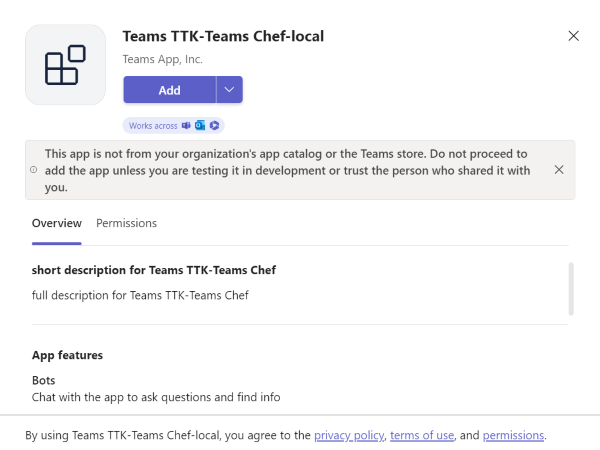 Teams TTK-Teams Chef-local
Teams App, Inc.
Add
Works across
This app is not from your organization's app catalog or the Teams store. Do not proceed to
add the app unless you are testing it in development or trust the person who shared it with
you.
Overview Permissions
short description for Teams TTK-Teams Chef
full description for Teams TTK-Teams Chef
App features
Bots
Chat with the app to ask questions and find info
By using Teams TTK-Teams Chef-local, you agree to the privacy policy, terms of use, and permissions.